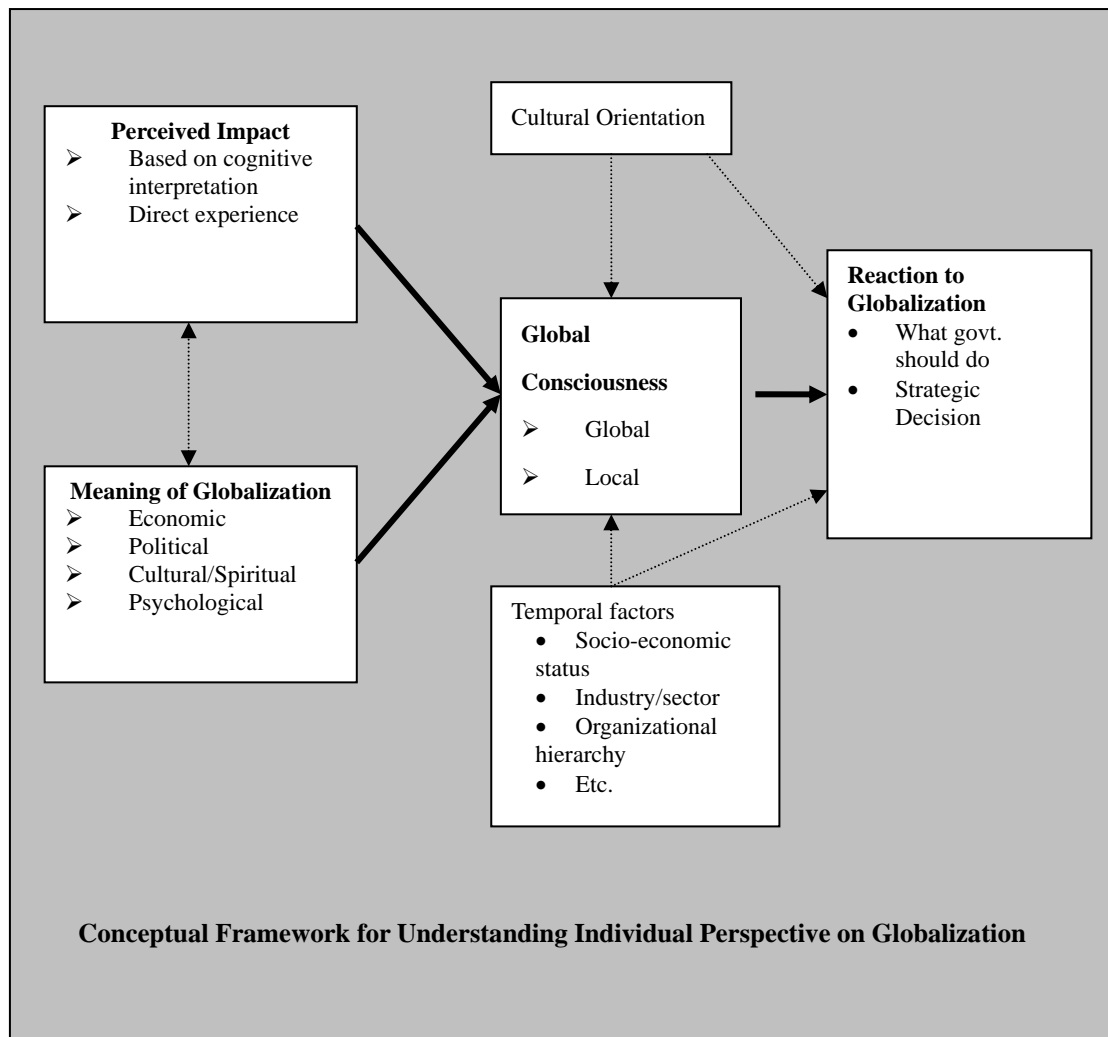 Perceived Impact
➢ Based on cognitive
interpretation
➢ Direct experience
Meaning of Globalization
➢ Economic
➢ Political
➢ Cultural/Spiritual
➢ Psychological
Cultural Orientation
Global
Consciousness
➢ Global
➢ Local
Temporal factors
• Socio-economic
status
• Industry/sector
• Organizational
hierarchy
• Etc.
Reaction to
Globalization
• What govt.
should do
• Strategic
Decision
Conceptual Framework for Understanding Individual Perspective on Globalization